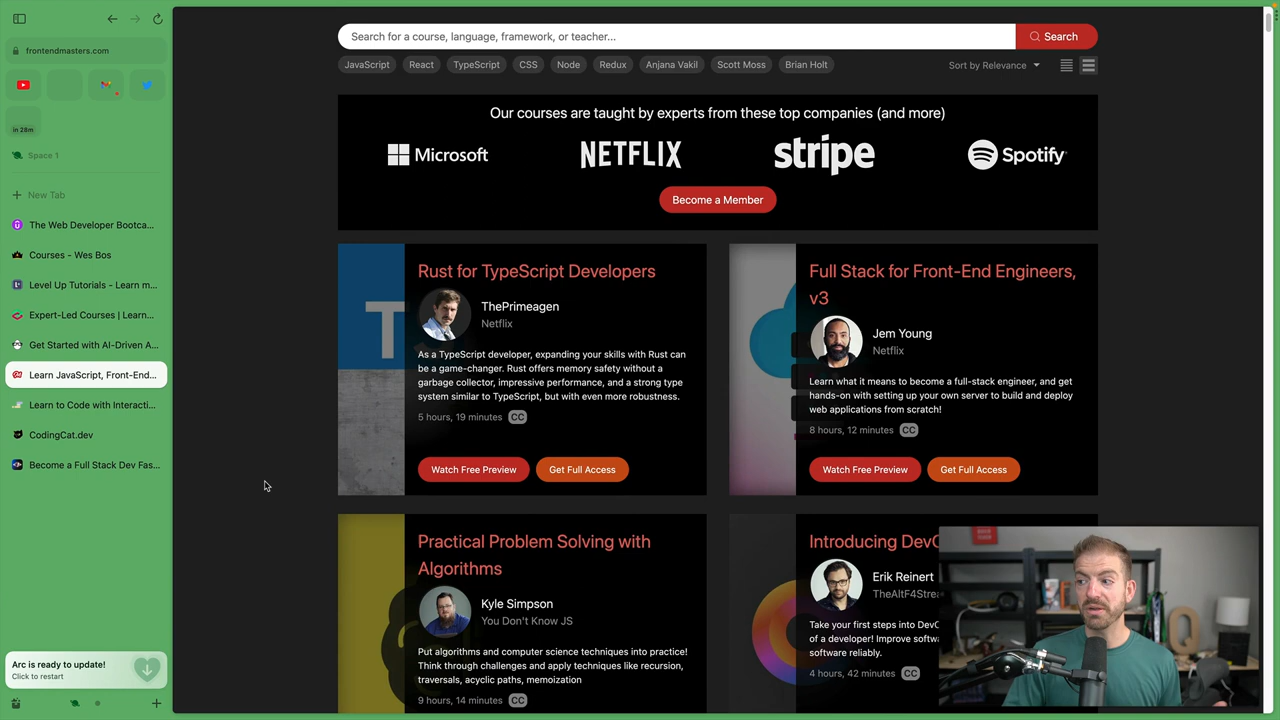 frontendmasters.com
in 28m
Space 1
New Tab
The Web Developer Bootca...
Courses – Wes Bos
Level Up Tutorials - Learn m...
Expert-Led Courses | Learn...
Get Started with AI-Driven A...
Learn JavaScript, Front-End...
Learn to Code with Interacti...
CodingCat.dev
Become a Full Stack Dev Fas...
Arc is ready to update!
Click to restart
Search for a course, language, framework, or teacher...
Search
JavaScript React TypeScript CSS Node Redux Anjana Vakil Scott Moss Brian Holt Sort by Relevance
Our courses are taught by experts from these top companies (and more)
Microsoft NETFLIX stripe Spotify
Become a Member
Rust for TypeScript Developers
ThePrimeagen
Netflix
As a TypeScript developer, expanding your skills with Rust can
be a game-changer. Rust offers memory safety without a
garbage collector, impressive performance, and a strong type
system similar to TypeScript, but with even more robustness.
5 hours, 19 minutes CC
Watch Free Preview Get Full Access
Full Stack for Front-End Engineers,
v3
Jem Young
Netflix
Learn what it means to become a full-stack engineer, and get
hands-on with setting up your own server to build and deploy
web applications from scratch!
8 hours, 12 minutes CC
Watch Free Preview Get Full Access
Practical Problem Solving with
Algorithms
Kyle Simpson
You Don't Know JS
Put algorithms and computer science techniques into practice!
Think through challenges and apply techniques like recursion,
traversals, acyclic paths, memoization
9 hours, 14 minutes CC
Introducing DevO
Erik Reinert
TheAltF4Strea
Take your first steps into DevO
of a developer! Improve softwa
software reliably.
4 hours, 42 minutes CC